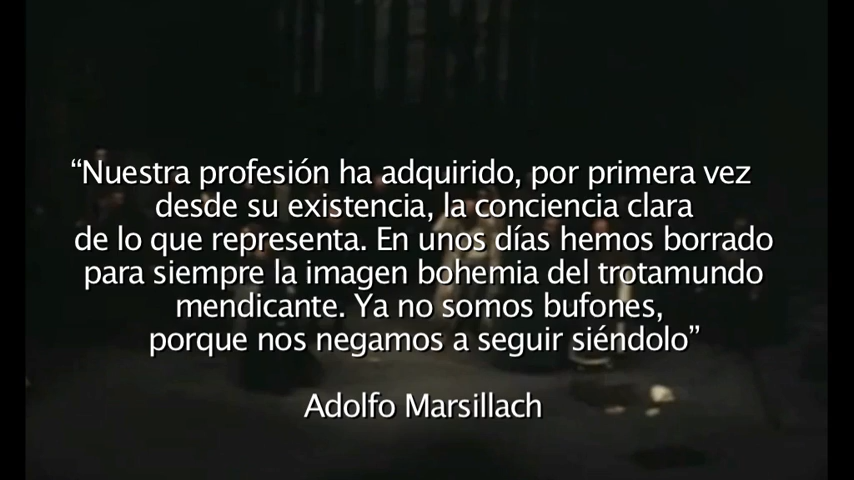 “Nuestra profesión ha adquirido, por primera vez
desde su existencia, la conciencia clara
de lo que representa. En unos días hemos borrado
para siempre la imagen bohemia del trotamundo
mendicante. Ya no somos bufones,
porque nos negamos a seguir siéndolo”
Adolfo Marsillach